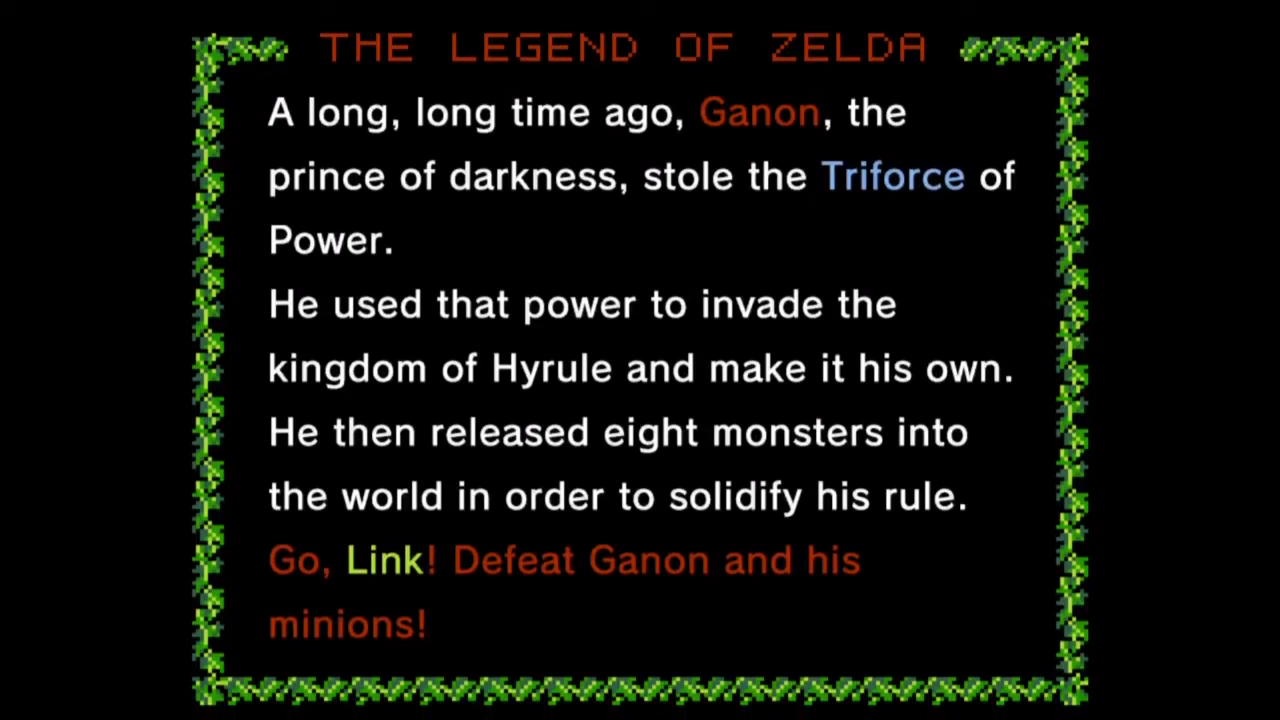 THE LEGEND OF ZELDA
A long, long time ago, Ganon, the
prince of darkness, stole the Triforce of
Power.
He used that power to invade the
kingdom of Hyrule and make it his own.
He then released eight monsters into
the world in order to solidify his rule.
Go, Link! Defeat Ganon and his
minions!